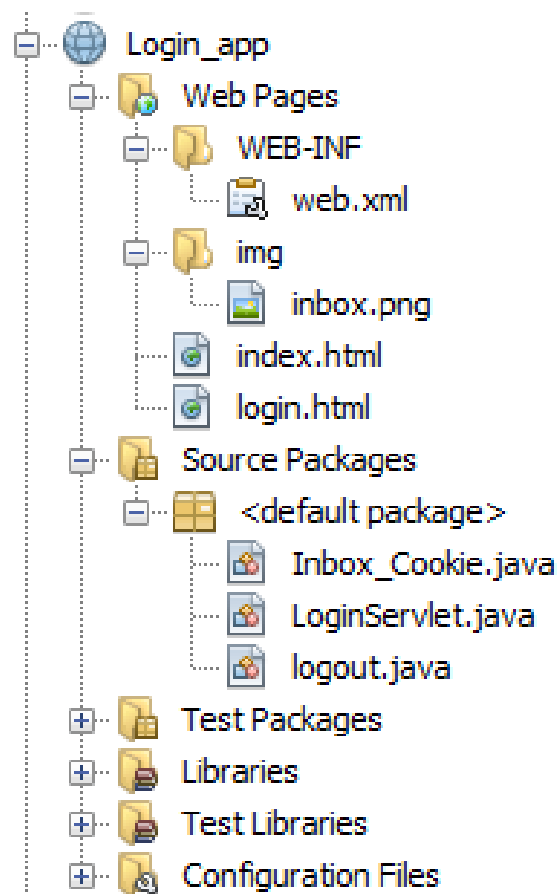 Login_app
Web Pages
WEB-INF
web.xml
img
inbox.png
index.html
login.html
Source Packages
<default package>
Inbox_Cookie.java
LoginServlet.java
logout.java
Test Packages
Libraries
Test Libraries
Configuration Files